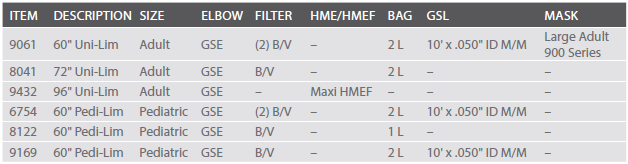 ITEM DESCRIPTION SIZE ELBOW FILTER HME/HMEF BAG GSL MASK
9061 60" Uni-Lim Adult GSE (2) B/V – 2 L 10' x .050" ID M/M Large Adult
900 Series
8041 72" Uni-Lim Adult GSE B/V – 2 L – –
9432 96" Uni-Lim Adult GSE – Maxi HMEF – – –
6754 60" Pedi-Lim Pediatric GSE (2) B/V – 2 L 10' x .050" ID M/M –
8122 60" Pedi-Lim Pediatric GSE B/V – 1 L – –
9169 60" Pedi-Lim Pediatric GSE B/V – 2 L 10' x .050" ID M/M –